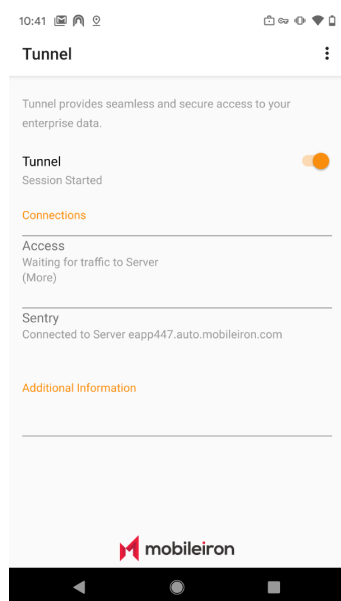 10:41
Tunnel
Tunnel provides seamless and secure access to your
enterprise data.
Tunnel
Session Started
Connections
Access
Waiting for traffic to Server
(More)
Sentry
Connected to Server eapp447.auto.mobileiron.com
Additional Information
mobileiron